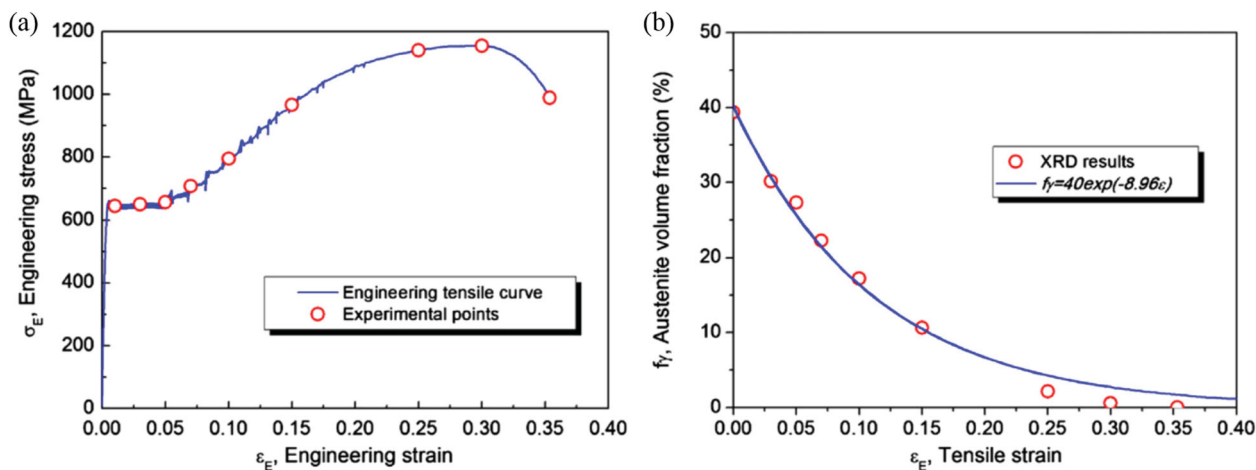 (a)
1200
1000
800
600
400
200
0
σE, Engineering stress (MPa)
Engineering tensile curve
Experimental points
0.00 0.05 0.10 0.15 0.20 0.25 0.30 0.35 0.40
εE, Engineering strain
(b)
50
40
30
20
10
0
fγ, Austenite volume fraction (%)
XRD results
fγ=40exp(-8.96ε)
0.00 0.05 0.10 0.15 0.20 0.25 0.30 0.35 0.40
εE, Tensile strain